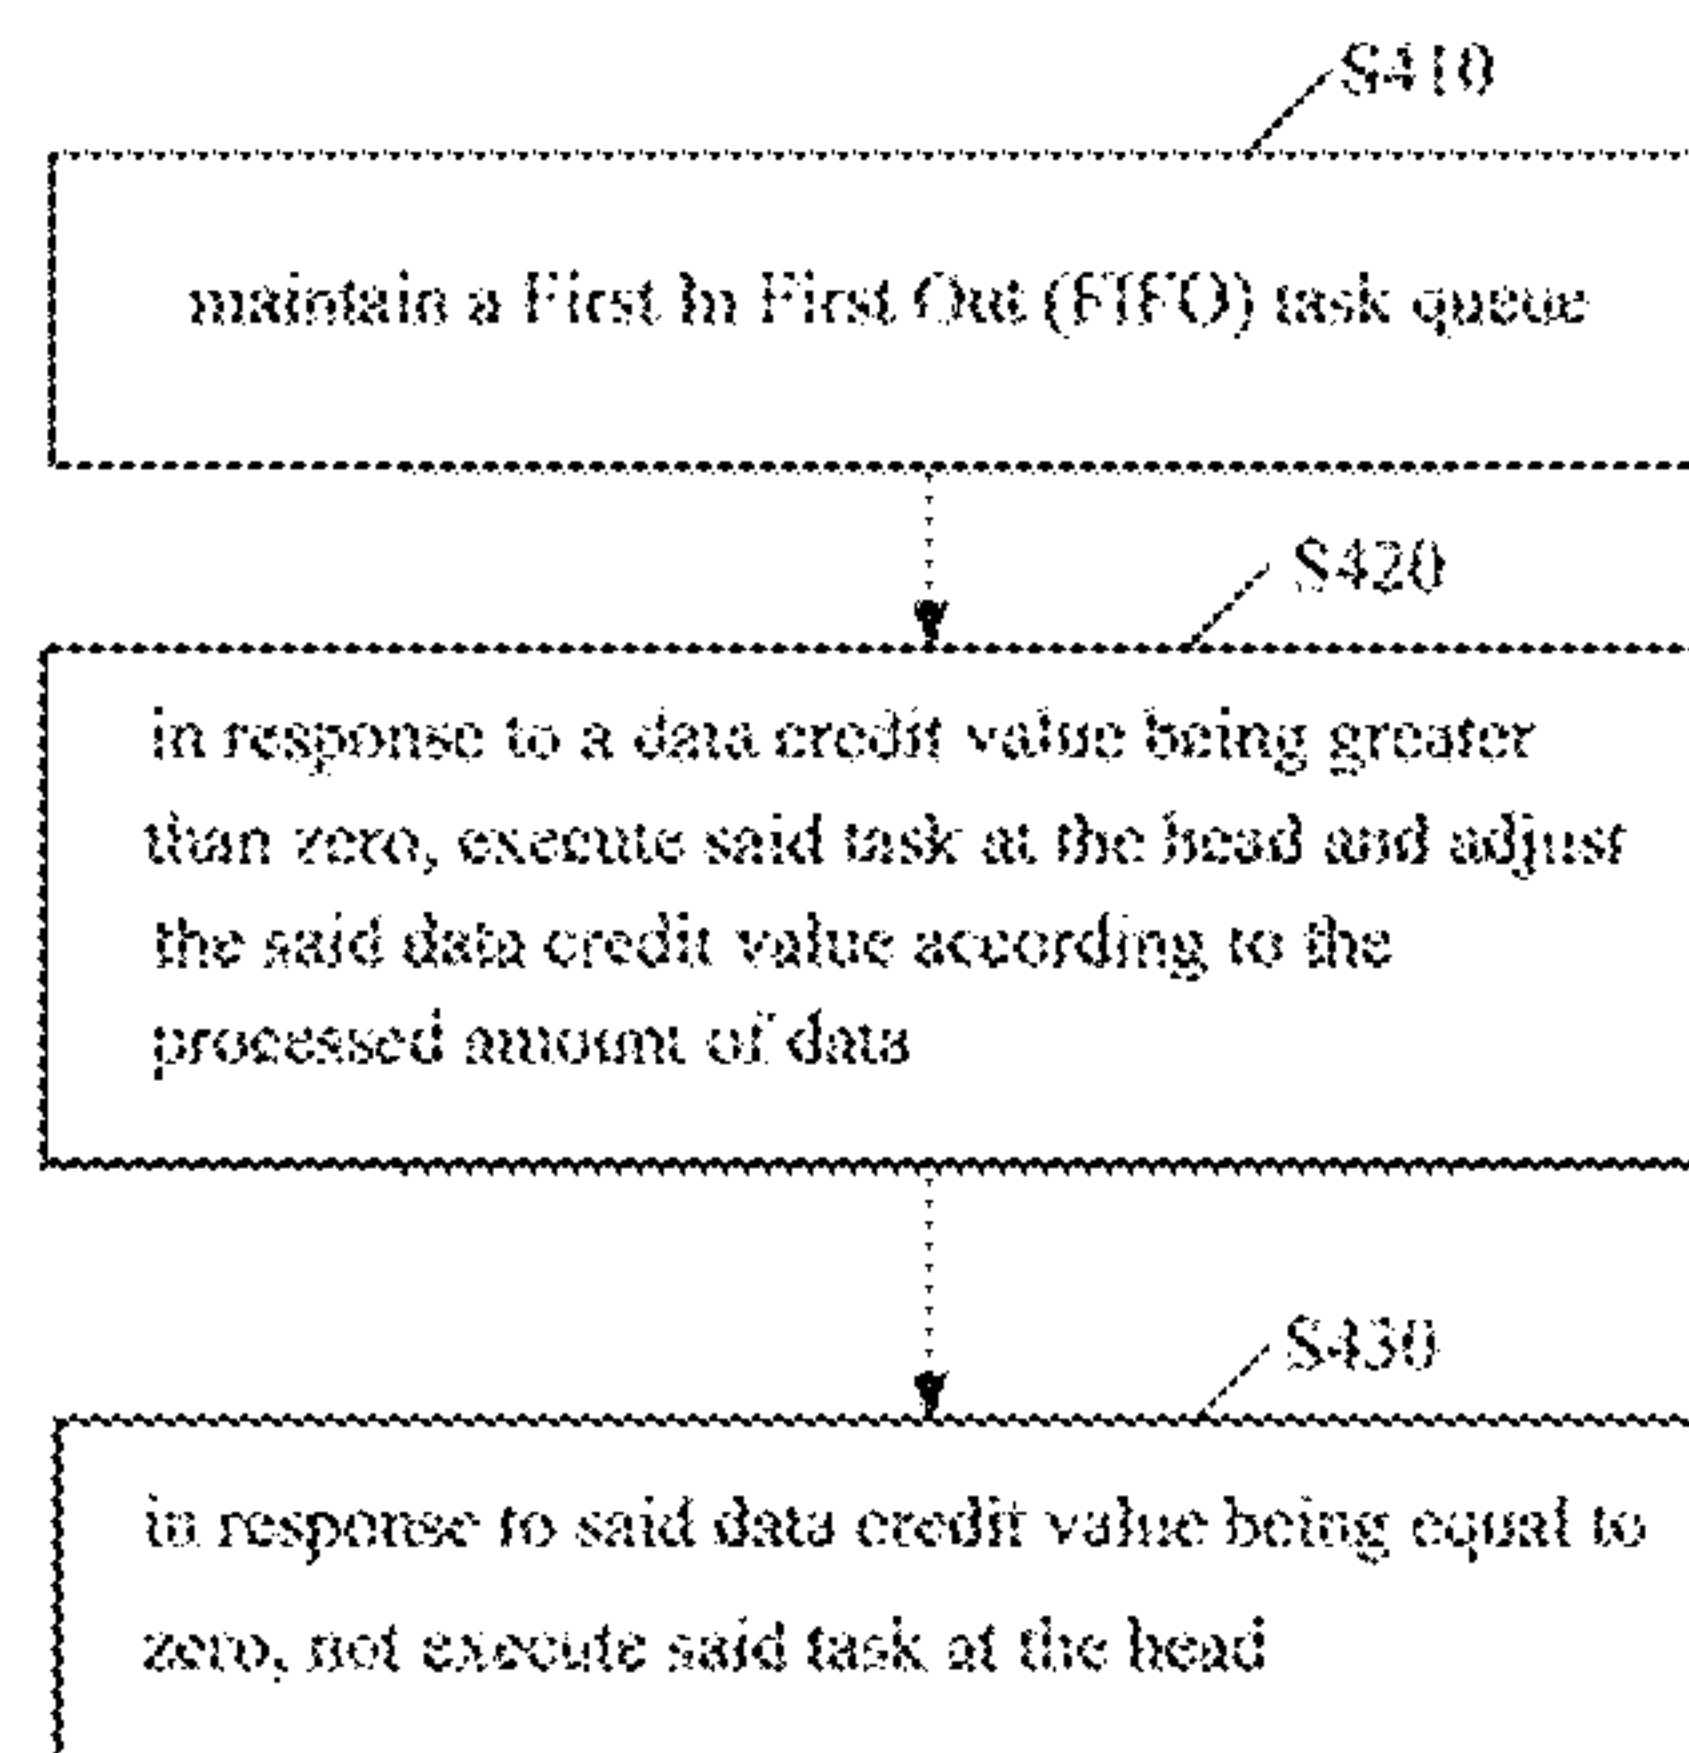 S410
maintain a First In First Out (FIFO) task queue
S420
in response to a data credit value being greater
than zero, execute said task at the head and adjust
the said data credit value according to the
processed amount of data
S430
in response to said data credit value being equal to
zero, not execute said task at the head